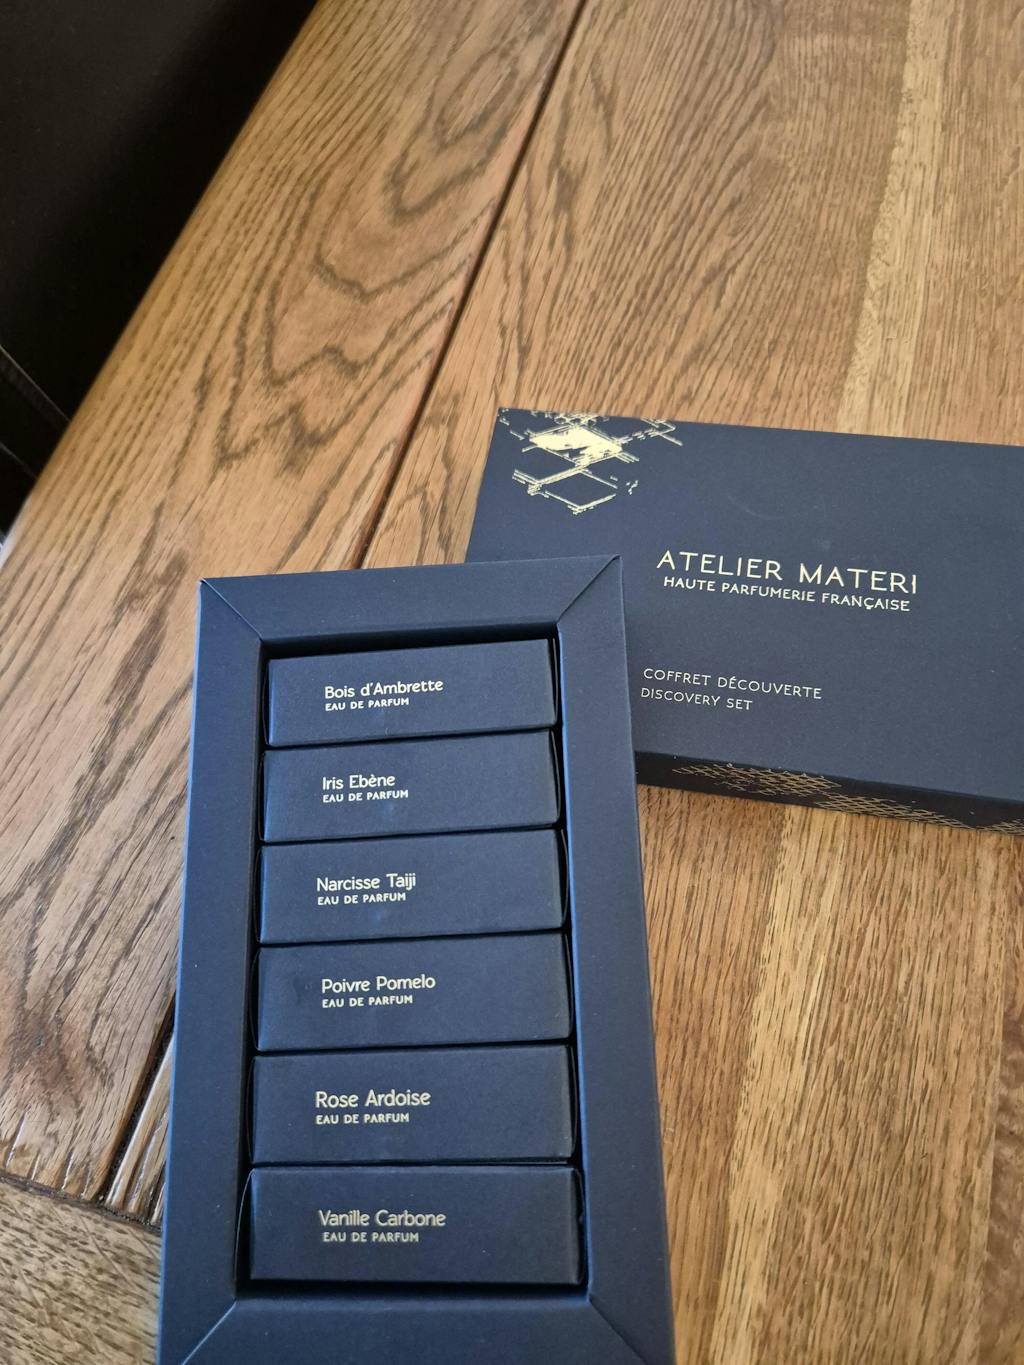 ATELIER MATERI
HAUTE PARFUMERIE FRANÇAISE
COFFRET DÉCOUVERTE
DISCOVERY SET
Bois d'Ambrette
EAU DE PARFUM
Iris Ebène
EAU DE PARFUM
Narcisse Taiji
EAU DE PARFUM
Poivre Pomelo
EAU DE PARFUM
Rose Ardoise
EAU DE PARFUM
Vanille Carbone
EAU DE PARFUM